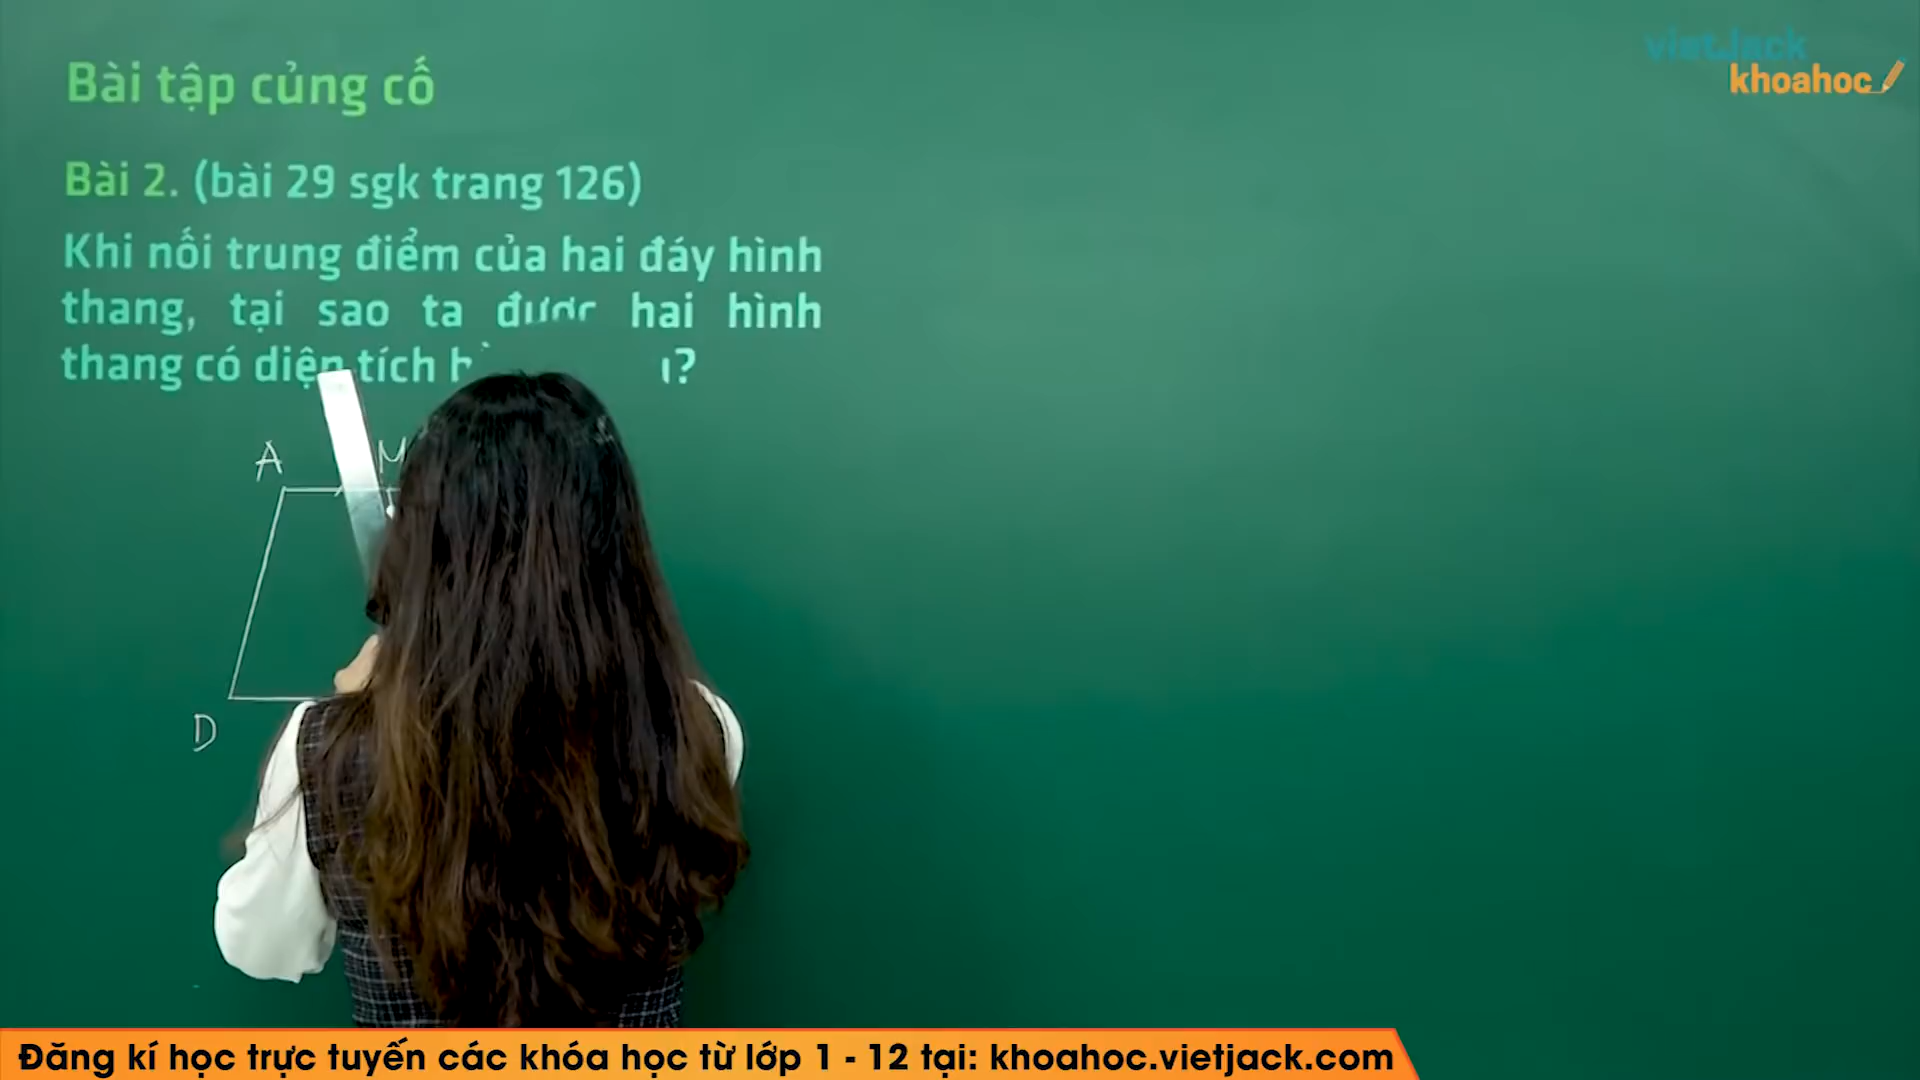 vietJack
khoahoc
Bài tập củng cố
Bài 2. (bài 29 sgk trang 126)
Khi nối trung điểm của hai đáy hình
thang, tại sao ta được hai hình
thang có diện tích
A M
D
Đăng kí học trực tuyến các khóa học từ lớp 1 - 12 tại: khoahoc.vietjack.com